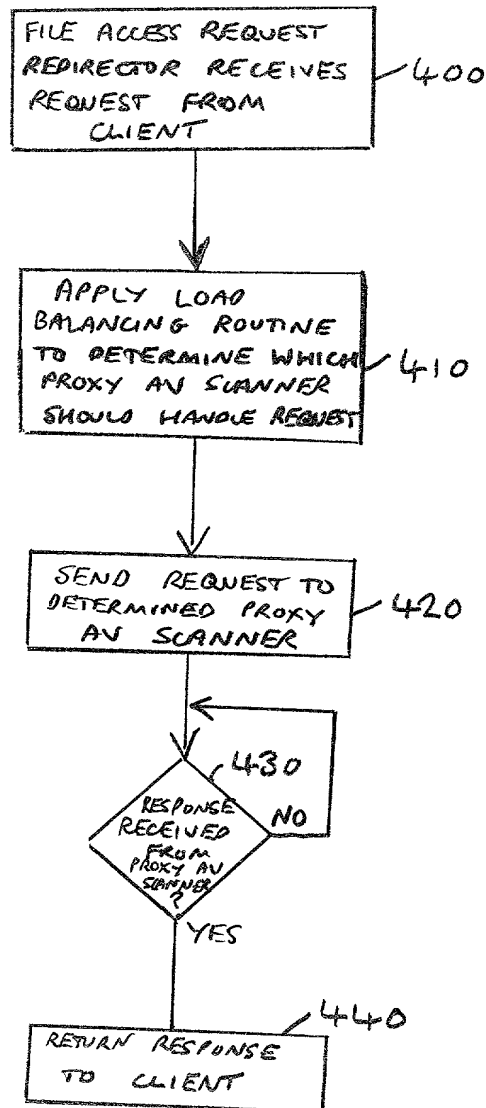 FILE ACCESS REQUEST
REDIRECTOR RECEIVES
REQUEST FROM
CLIENT
400
APPLY LOAD
BALANCING ROUTINE
TO DETERMINE WHICH
PROXY AV SCANNER
SHOULD HANDLE REQUEST
410
SEND REQUEST TO
DETERMINED PROXY
AV SCANNER
420
430
RESPONSE
RECEIVED
FROM
PROXY AV
SCANNER
?
NO
YES
440
RETURN RESPONSE
TO CLIENT